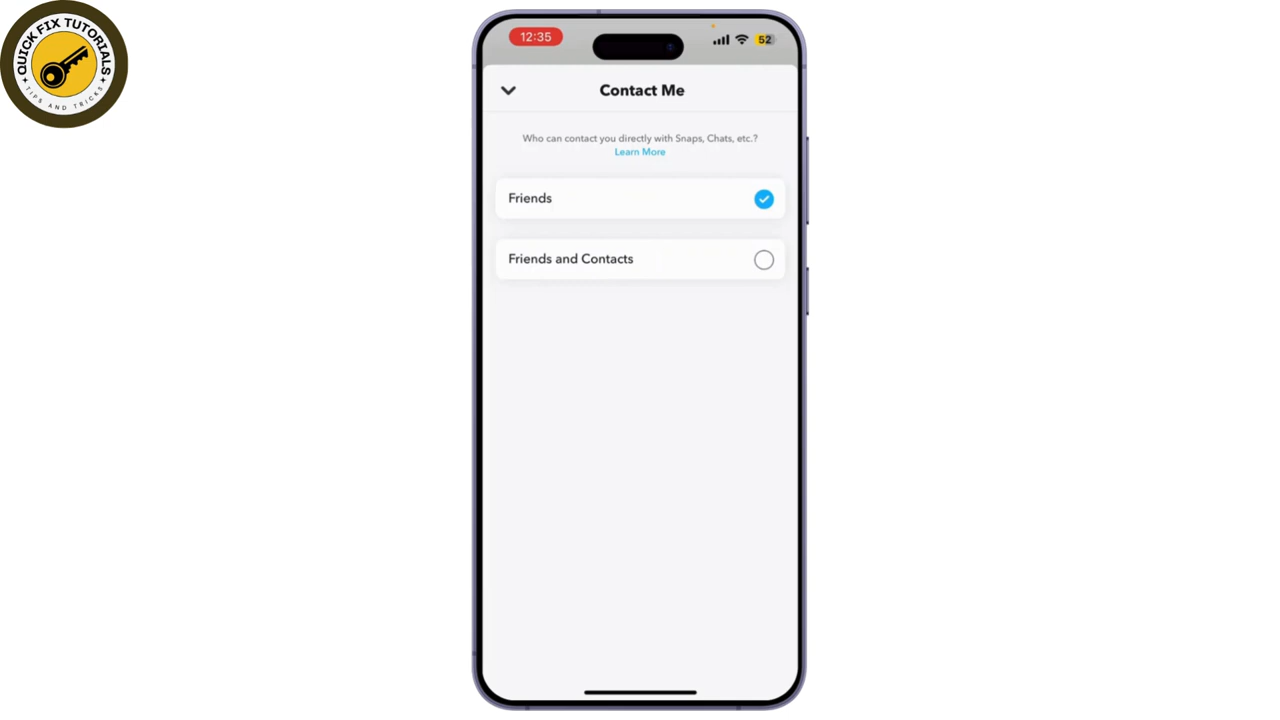 QUICK FIX TUTORIALS
TIPS AND TRICKS
12:35
52
Contact Me
Who can contact you directly with Snaps, Chats, etc.?
Learn More
Friends
Friends and Contacts